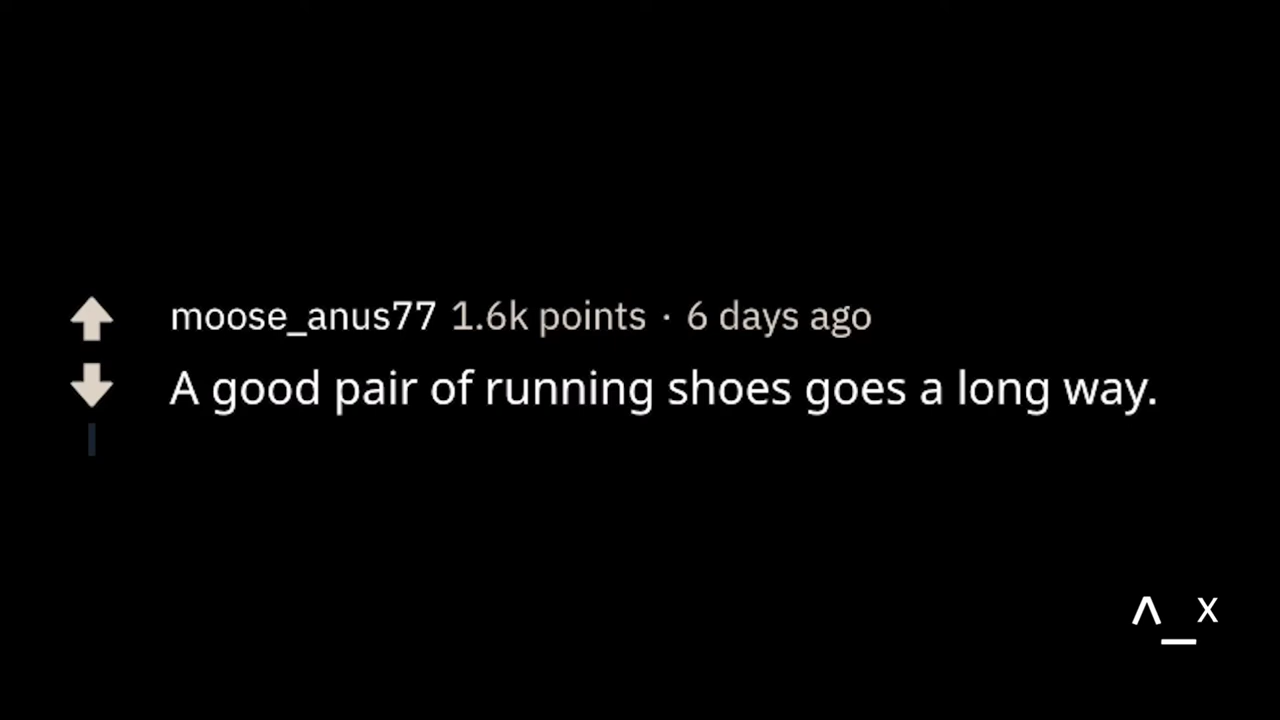 moose_anus77 1.6k points · 6 days ago
A good pair of running shoes goes a long way.
^_x